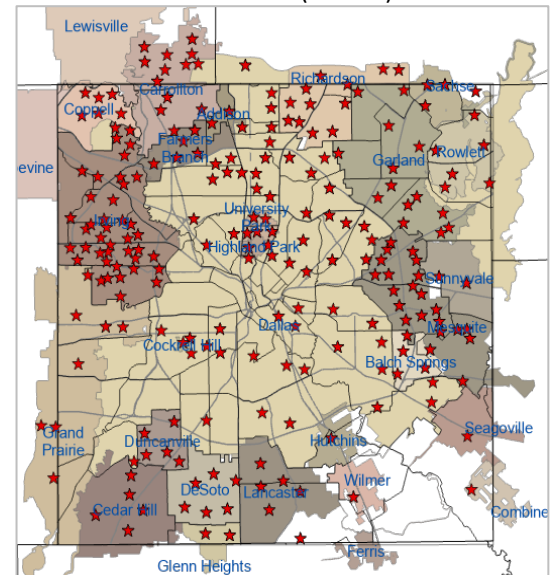 Lewisville
Richardson
Carrollton
Sachse
Coppell
Addison
Farmers
Branch
Rowlett
Garland
evine
University
Park
Irving
Highland Park
Sunnyvale
Dallas
Mesquite
Cockrell Hill
Balch Springs
Grand
Prairie
Duncanville
Hutchins
Seagoville
DeSoto
Lancaster
Wilmer
Cedar Hill
Combine
Ferris
Glenn Heights